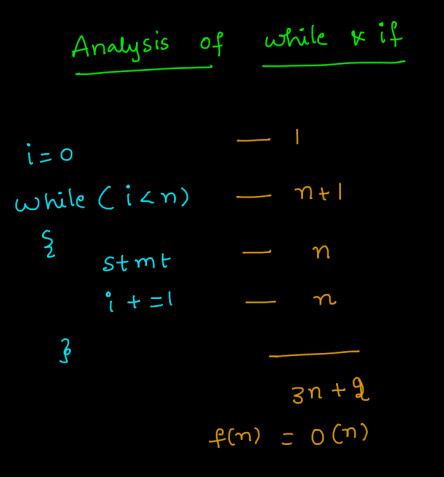 Analysis of while & if
i=0 — 1
while (i<n) — n+1
{
stmt — n
i+=1 — n
}
3n+2
f(n) = O(n)